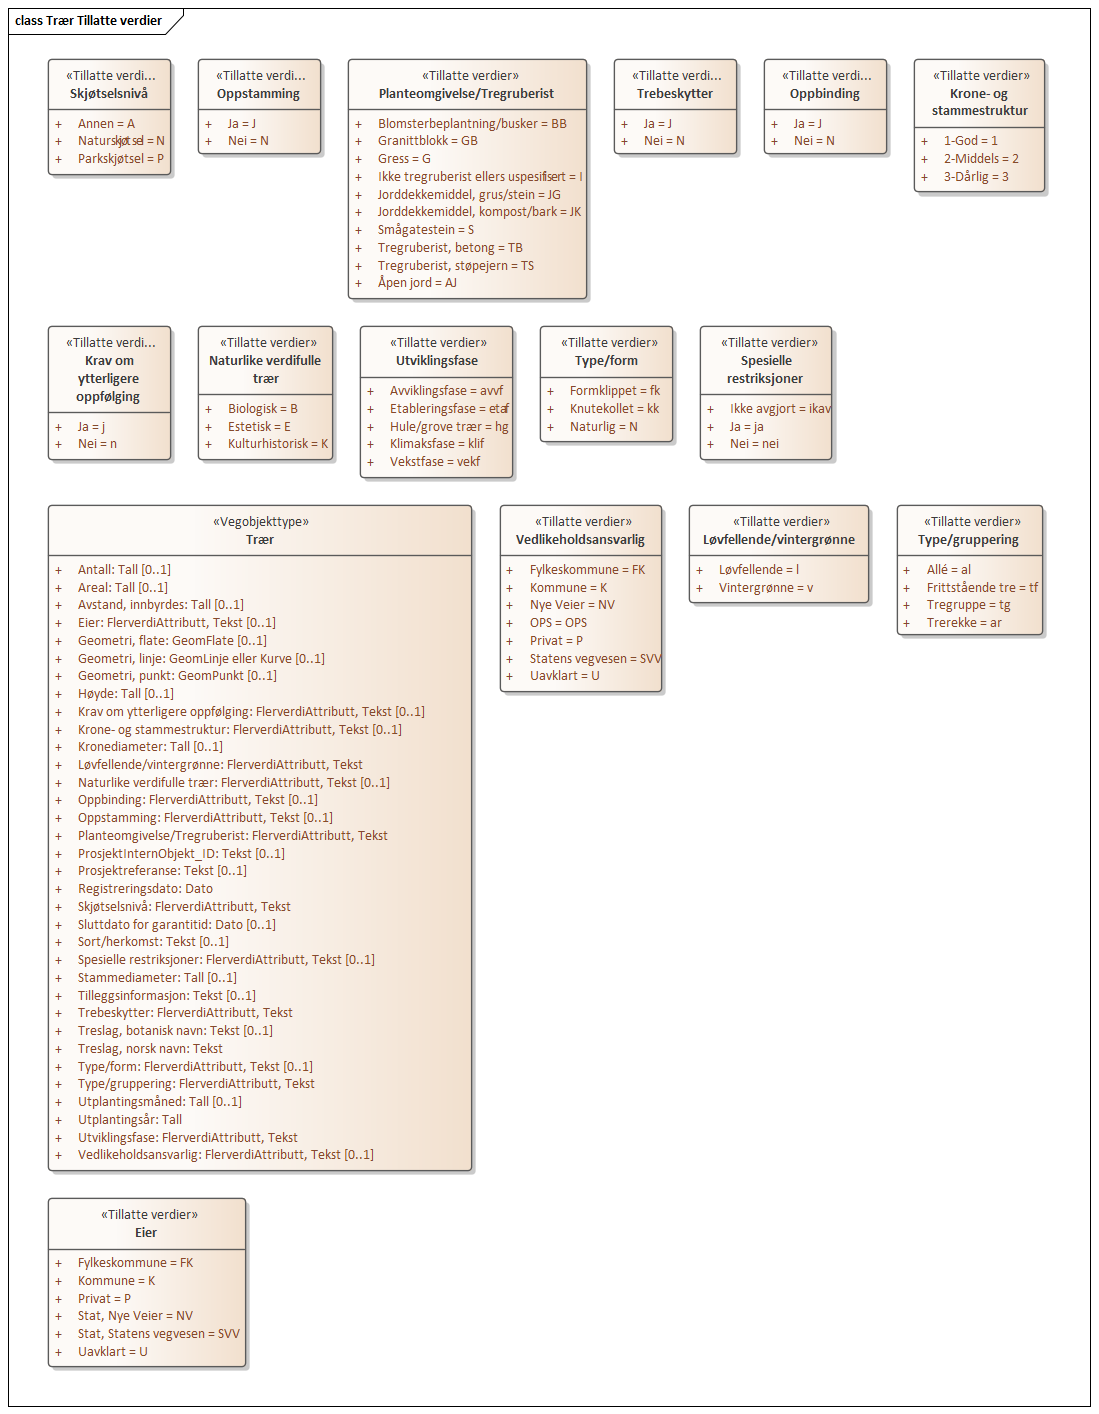 class Trær Tillatte verdier
«Tillatte verdi...
Skjøtselsnivå
+ Annen = A
+ Naturskjøtsel = N
+ Parkskjøtsel = P
«Tillatte verdi...
Oppstamming
+ Ja = J
+ Nei = N
«Tillatte verdier»
Planteomgivelse/Tregruberist
+ Blomsterbeplantning/busker = BB
+ Granittblokk = GB
+ Gress = G
+ Ikke tregruberist ellers uspesifisert = I
+ Jorddekkemiddel, grus/stein = JG
+ Jorddekkemiddel, kompost/bark = JK
+ Smågatestein = S
+ Tregruberist, betong = TB
+ Tregruberist, støpejern = TS
+ Åpen jord = AJ
«Tillatte verdi...
Trebeskytter
+ Ja = J
+ Nei = N
«Tillatte verdi...
Oppbinding
+ Ja = J
+ Nei = N
«Tillatte verdier»
Krone- og
stammestruktur
+ 1-God = 1
+ 2-Middels = 2
+ 3-Dårlig = 3
«Tillatte verdi...
Krav om
ytterligere
oppfølging
+ Ja = j
+ Nei = n
«Tillatte verdier»
Naturlike verdifulle
trær
+ Biologisk = B
+ Estetisk = E
+ Kulturhistorisk = K
«Tillatte verdier»
Utviklingsfase
+ Avviklingsfase = avvf
+ Etableringsfase = etaf
+ Hule/grove trær = hg
+ Klimaksfase = klif
+ Vekstfase = vekf
«Tillatte verdier»
Type/form
+ Formklippet = fk
+ Knutekollet = kk
+ Naturlig = N
«Tillatte verdier»
Spesielle
restriksjoner
+ Ikke avgjort = ikav
+ Ja = ja
+ Nei = nei
«Vegobjekttype»
Trær
+ Antall: Tall [0..1]
+ Areal: Tall [0..1]
+ Avstand, innbyrdes: Tall [0..1]
+ Eier: FlerverdiAttributt, Tekst [0..1]
+ Geometri, flate: GeomFlate [0..1]
+ Geometri, linje: GeomLinje eller Kurve [0..1]
+ Geometri, punkt: GeomPunkt [0..1]
+ Høyde: Tall [0..1]
+ Krav om ytterligere oppfølging: FlerverdiAttributt, Tekst [0..1]
+ Krone- og stammestruktur: FlerverdiAttributt, Tekst [0..1]
+ Kronediameter: Tall [0..1]
+ Løvfellende/vintergrønne: FlerverdiAttributt, Tekst
+ Naturlike verdifulle trær: FlerverdiAttributt, Tekst [0..1]
+ Oppbinding: FlerverdiAttributt, Tekst [0..1]
+ Oppstamming: FlerverdiAttributt, Tekst [0..1]
+ Planteomgivelse/Tregruberist: FlerverdiAttributt, Tekst
+ ProsjektInternObjekt_ID: Tekst [0..1]
+ Prosjektreferanse: Tekst [0..1]
+ Registreringsdato: Dato
+ Skjøtselsnivå: FlerverdiAttributt, Tekst
+ Sluttdato for garantitid: Dato [0..1]
+ Sort/herkomst: Tekst [0..1]
+ Spesielle restriksjoner: FlerverdiAttributt, Tekst [0..1]
+ Stammediameter: Tall [0..1]
+ Tilleggsinformasjon: Tekst [0..1]
+ Trebeskytter: FlerverdiAttributt, Tekst
+ Treslag, botanisk navn: Tekst [0..1]
+ Treslag, norsk navn: Tekst
+ Type/form: FlerverdiAttributt, Tekst [0..1]
+ Type/gruppering: FlerverdiAttributt, Tekst
+ Utplantingsmåned: Tall [0..1]
+ Utplantingsår: Tall
+ Utviklingsfase: FlerverdiAttributt, Tekst
+ Vedlikeholdsansvarlig: FlerverdiAttributt, Tekst [0..1]
«Tillatte verdier»
Vedlikeholdsansvarlig
+ Fylkeskommune = FK
+ Kommune = K
+ Nye Veier = NV
+ OPS = OPS
+ Privat = P
+ Statens vegvesen = SVV
+ Uavklart = U
«Tillatte verdier»
Løvfellende/vintergrønne
+ Løvfellende = l
+ Vintergrønne = v
«Tillatte verdier»
Type/gruppering
+ Allé = al
+ Frittstående tre = tf
+ Tregruppe = tg
+ Trerekke = ar
«Tillatte verdier»
Eier
+ Fylkeskommune = FK
+ Kommune = K
+ Privat = P
+ Stat, Nye Veier = NV
+ Stat, Statens vegvesen = SVV
+ Uavklart = U